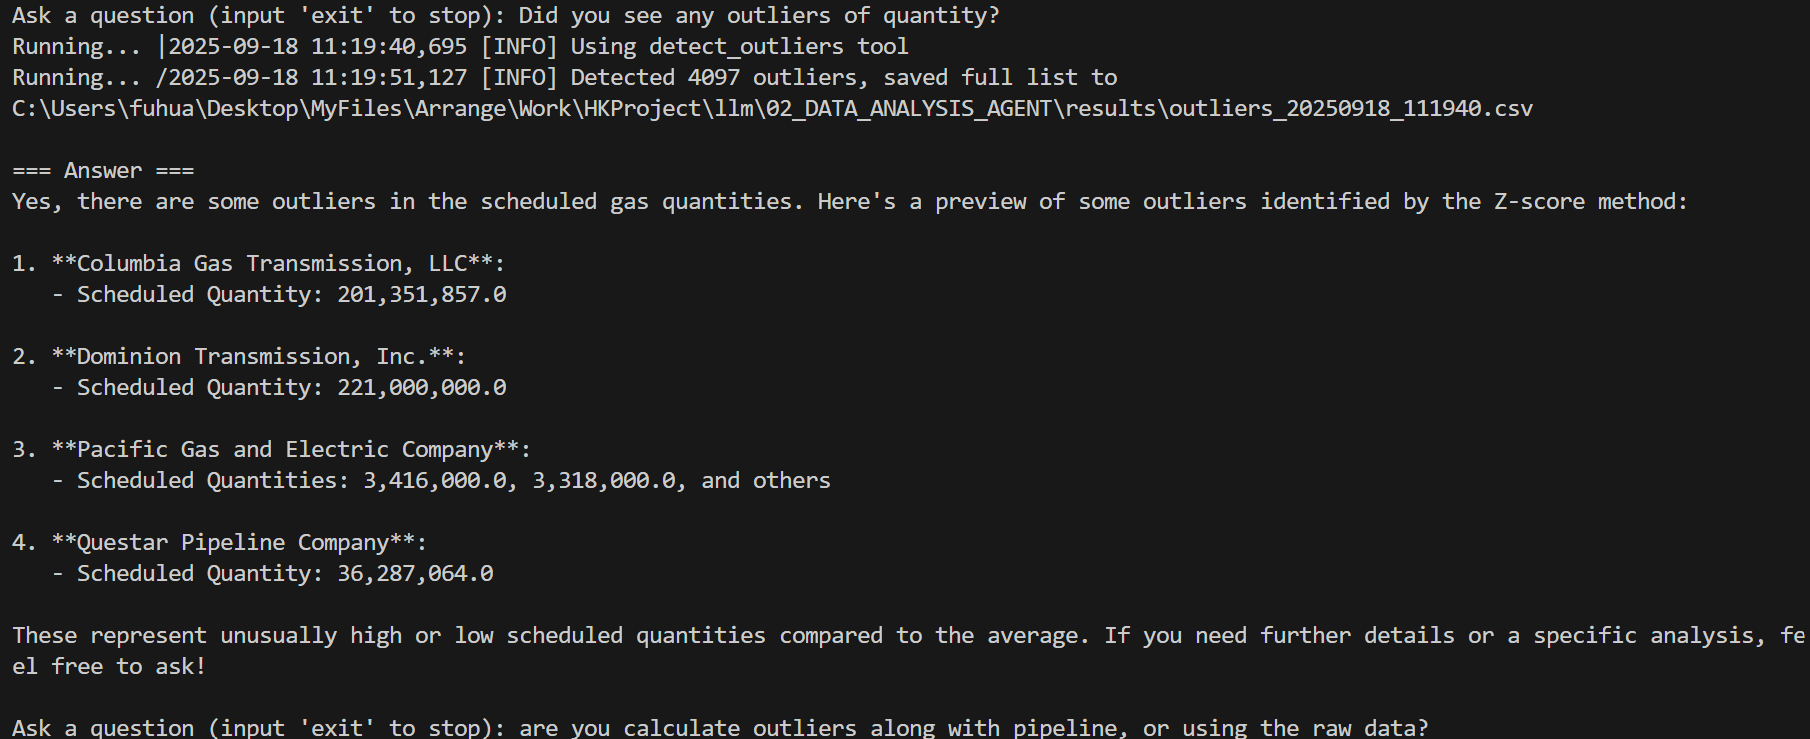 Ask a question (input 'exit' to stop): Did you see any outliers of quantity?
Running... |2025-09-18 11:19:40,695 [INFO] Using detect_outliers tool
Running... /2025-09-18 11:19:51,127 [INFO] Detected 4097 outliers, saved full list to
C:\Users\fuhua\Desktop\MyFiles\Arrange\Work\HKProject\llm\02_DATA_ANALYSIS_AGENT\results\outliers_20250918_111940.csv
=== Answer ===
Yes, there are some outliers in the scheduled gas quantities. Here's a preview of some outliers identified by the Z-score method:
1. **Columbia Gas Transmission, LLC**:
- Scheduled Quantity: 201,351,857.0
2. **Dominion Transmission, Inc.**:
- Scheduled Quantity: 221,000,000.0
3. **Pacific Gas and Electric Company**:
- Scheduled Quantities: 3,416,000.0, 3,318,000.0, and others
4. **Questar Pipeline Company**:
- Scheduled Quantity: 36,287,064.0
These represent unusually high or low scheduled quantities compared to the average. If you need further details or a specific analysis, fe
el free to ask!
Ask a question (input 'exit' to stop): are you calculate outliers along with pipeline, or using the raw data?